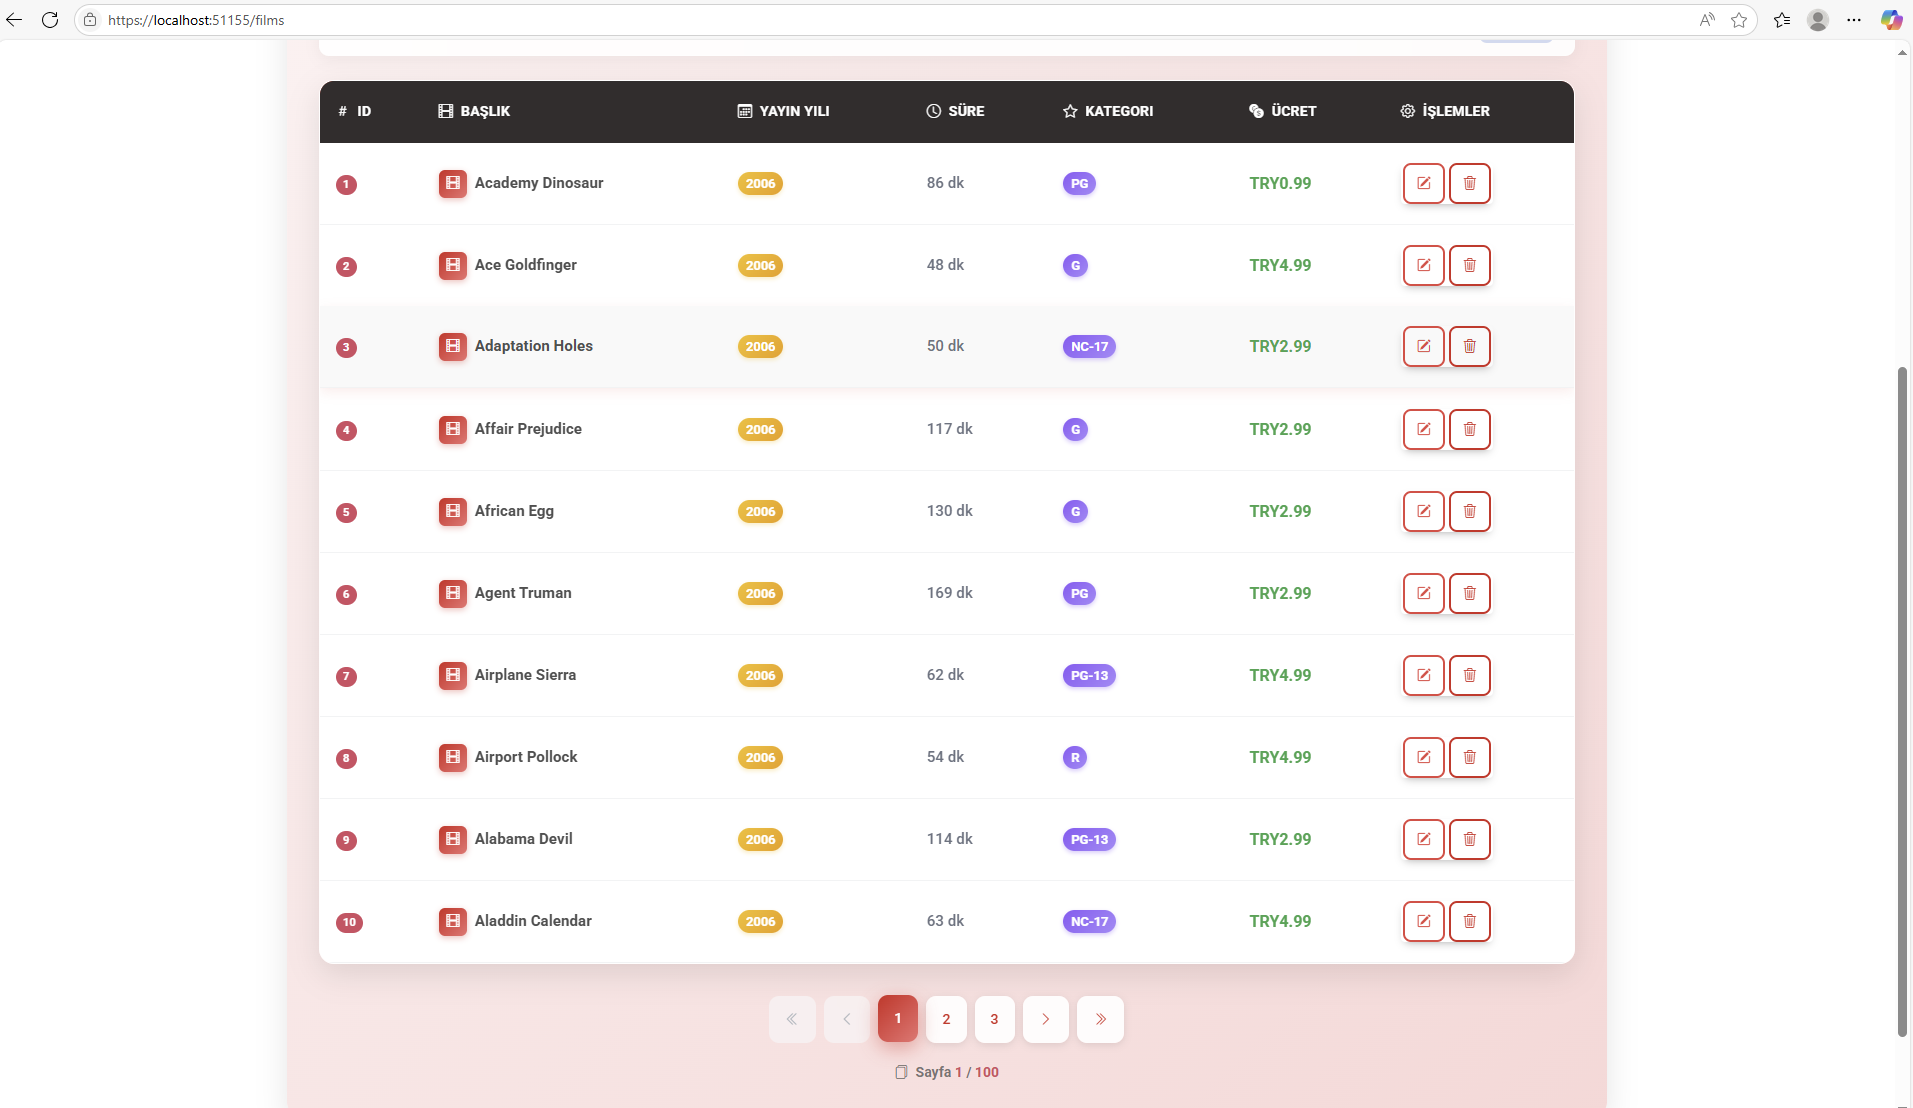 https://localhost:51155/films
# ID BAŞLIK YAYIN YILI SÜRE KATEGORI ÜCRET İŞLEMLER
1 Academy Dinosaur 2006 86 dk PG TRY0.99
2 Ace Goldfinger 2006 48 dk G TRY4.99
3 Adaptation Holes 2006 50 dk NC-17 TRY2.99
4 Affair Prejudice 2006 117 dk G TRY2.99
5 African Egg 2006 130 dk G TRY2.99
6 Agent Truman 2006 169 dk PG TRY2.99
7 Airplane Sierra 2006 62 dk PG-13 TRY4.99
8 Airport Pollock 2006 54 dk R TRY4.99
9 Alabama Devil 2006 114 dk PG-13 TRY2.99
10 Aladdin Calendar 2006 63 dk NC-17 TRY4.99
« ‹ 1 2 3 › »
Sayfa 1 / 100